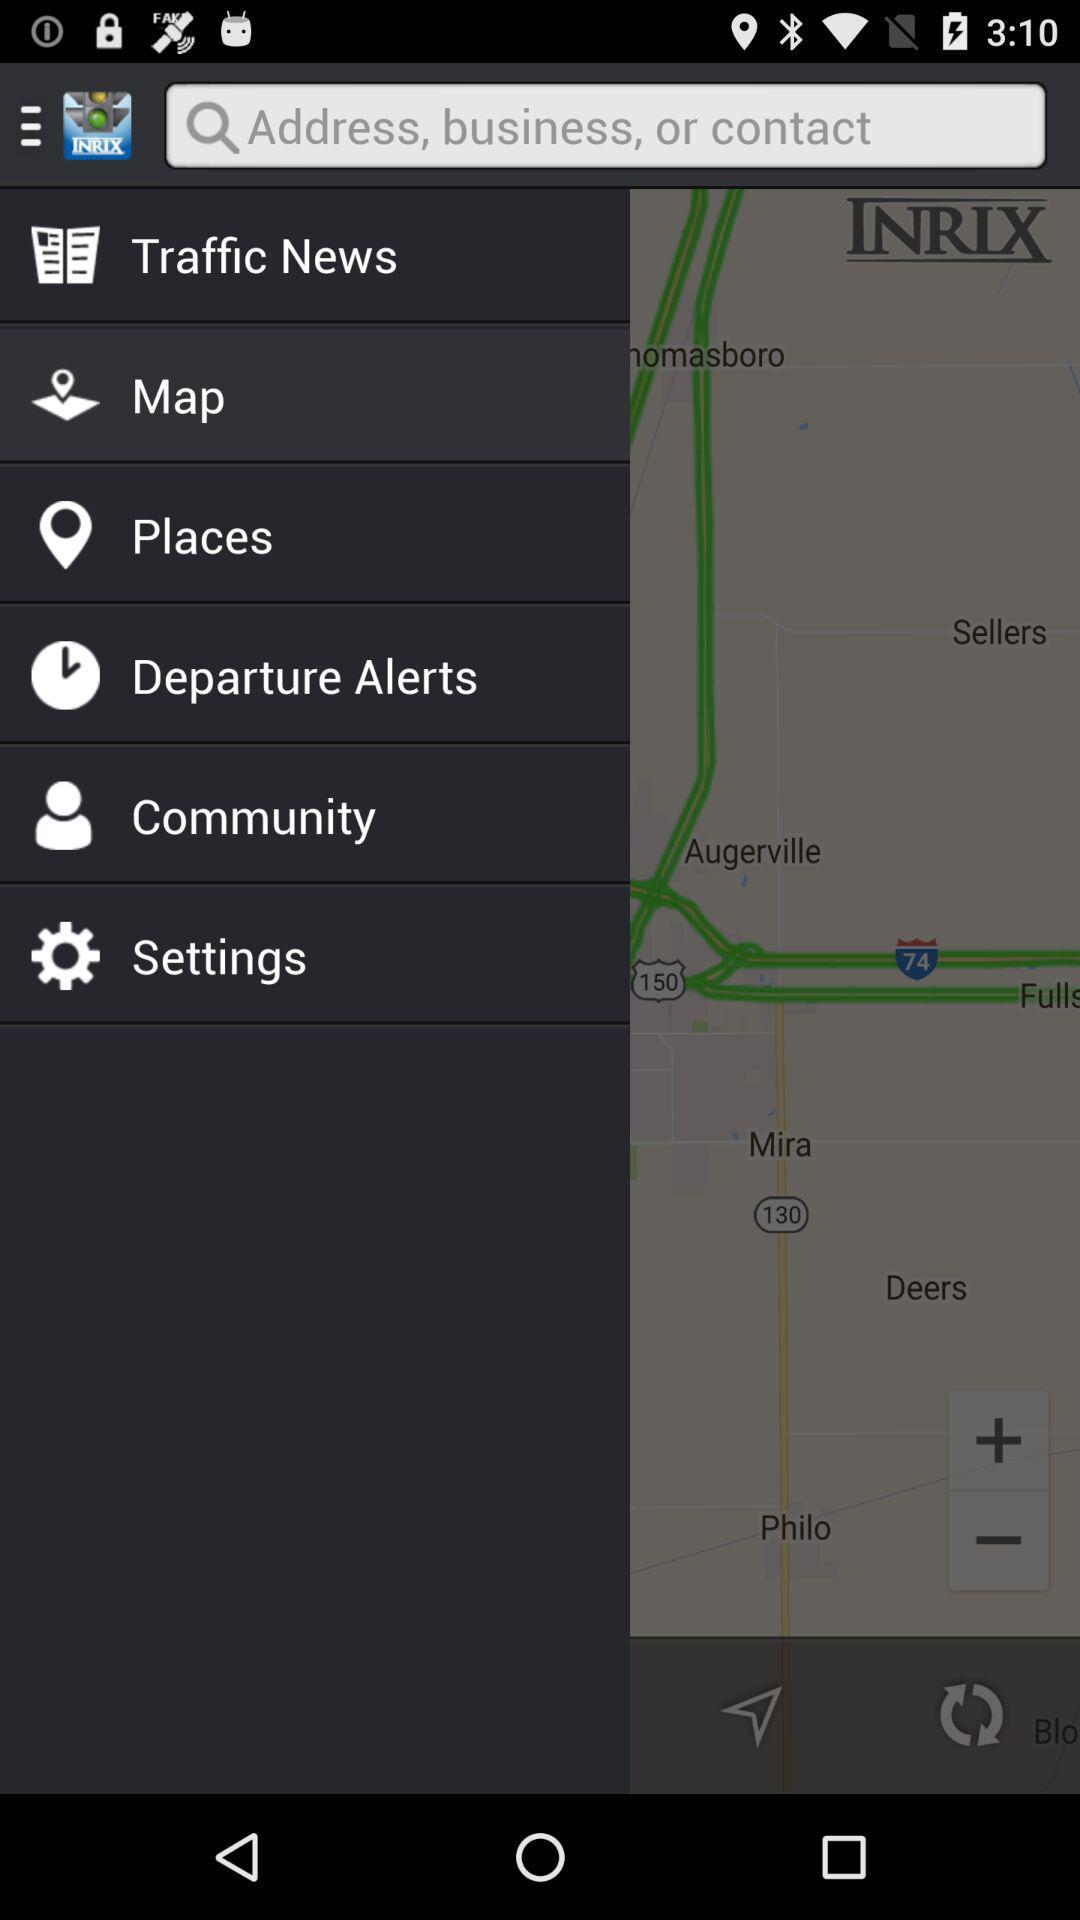 FAKE
3:10
INRIX
Address, business, or contact
Traffic News
Map
Places
Departure Alerts
Community
Settings
INRIX
homasboro
Sellers
Augerville
74
150
Fulls
Mira
130
Deers
+
−
Philo
Blo